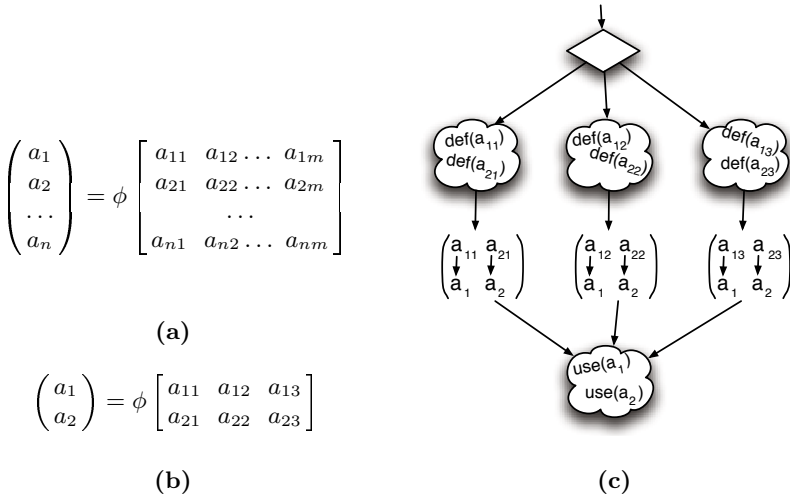 a₁
a₂
…
aₙ
= ϕ
a₁₁ a₁₂ … a₁ₘ
a₂₁ a₂₂ … a₂ₘ
…
aₙ₁ aₙ₂ … aₙₘ
(a)
a₁
a₂
= ϕ
a₁₁ a₁₂ a₁₃
a₂₁ a₂₂ a₂₃
(b)
def(a₁₁)
def(a₂₁)
def(a₁₂)
def(a₂₂)
def(a₁₃)
def(a₂₃)
a₁₁ a₂₁
a₁ a₂
a₁₂ a₂₂
a₁ a₂
a₁₃ a₂₃
a₁ a₂
use(a₁)
use(a₂)
(c)